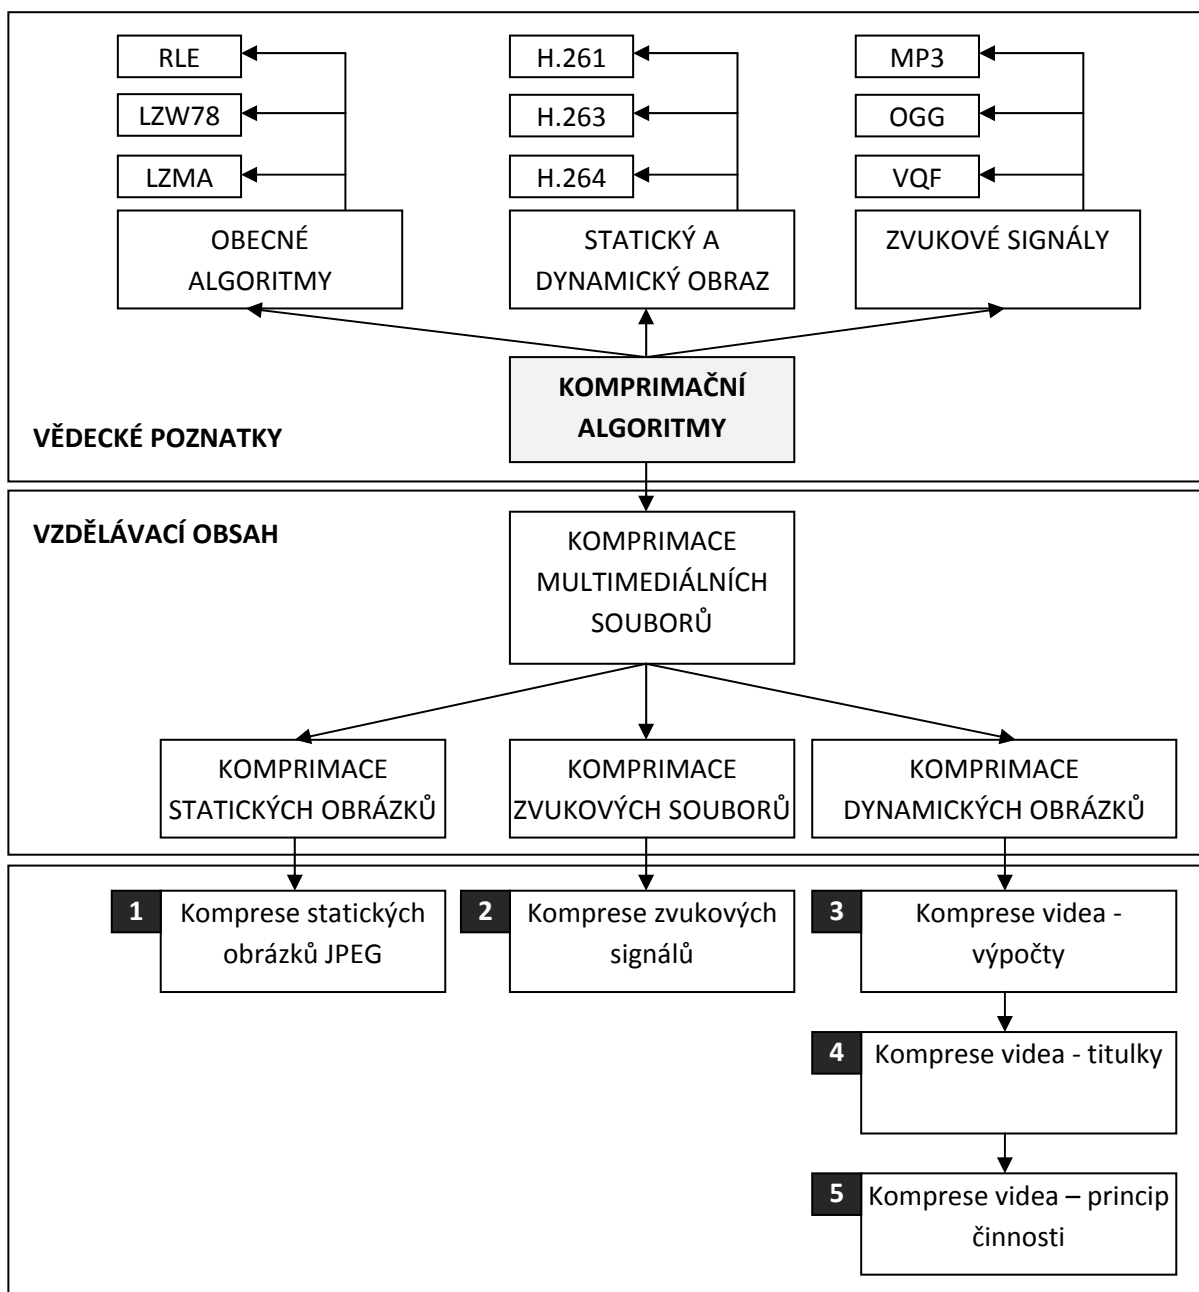 RLE
H.261
MP3
LZW78
H.263
OGG
LZMA
H.264
VQF
OBECNÉ
ALGORITMY
STATICKÝ A
DYNAMICKÝ OBRAZ
ZVUKOVÉ SIGNÁLY
KOMPRIMAČNÍ
ALGORITMY
VĚDECKÉ POZNATKY
VZDĚLÁVACÍ OBSAH
KOMPRIMACE
MULTIMEDIÁLNÍCH
SOUBORŮ
KOMPRIMACE
STATICKÝCH OBRÁZKŮ
KOMPRIMACE
ZVUKOVÝCH SOUBORŮ
KOMPRIMACE
DYNAMICKÝCH OBRÁZKŮ
1
Komprese statických
obrázků JPEG
2
Komprese zvukových
signálů
3
Komprese videa -
výpočty
4
Komprese videa - titulky
5
Komprese videa – princip
činnosti